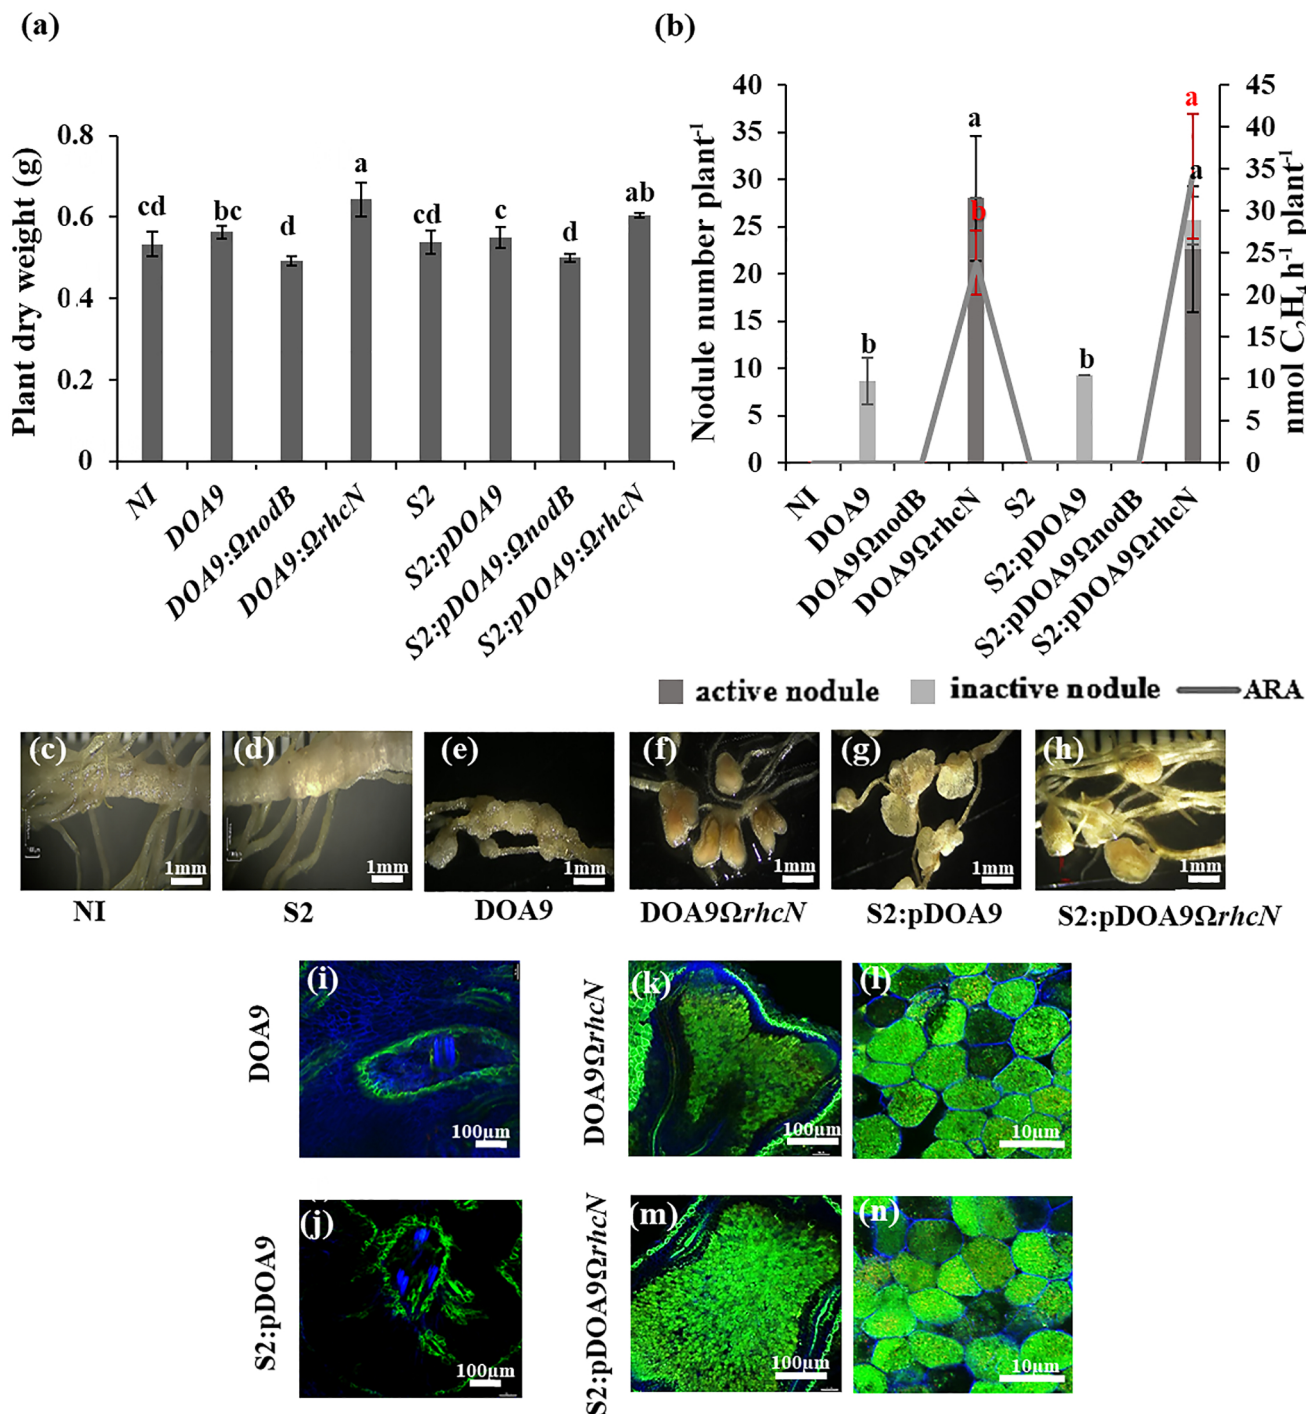 (a)
Plant dry weight (g)
0.8
0.6
0.4
0.2
0
cd
bc
d
a
cd
c
d
ab
NI
DOA9
DOA9:ΩnodB
DOA9:ΩrhcN
S2
S2:pDOA9
S2:pDOA9:ΩnodB
S2:pDOA9:ΩrhcN
(b)
Nodule number plant-1
40
35
30
25
20
15
10
5
0
b
a
b
b
a
a
45
40
35
30
25
20
15
10
5
0
nmol C2H4 h-1 plant-1
NI
DOA9
DOA9ΩnodB
DOA9ΩrhcN
S2
S2:pDOA9
S2:pDOA9ΩnodB
S2:pDOA9ΩrhcN
active nodule inactive nodule ARA
(c) (d) (e) (f) (g) (h)
1mm 1mm 1mm 1mm 1mm 1mm
NI S2 DOA9 DOA9ΩrhcN S2:pDOA9 S2:pDOA9ΩrhcN
DOA9
(i)
100µm
DOA9ΩrhcN
(k)
100µm
(l)
10µm
S2:pDOA9
(j)
100µm
S2:pDOA9ΩrhcN
(m)
100µm
(n)
10µm